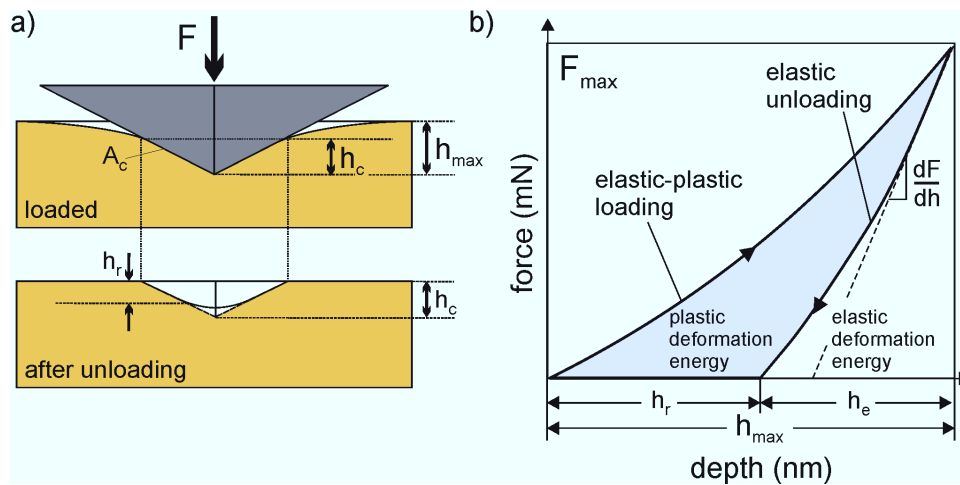 a)
F
A_c
h_c
h_max
loaded
h_r
h_c
after unloading
b)
F_max
elastic
unloading
dF
dh
elastic-plastic
loading
force (mN)
plastic
deformation
energy
elastic
deformation
energy
h_r
h_e
h_max
depth (nm)